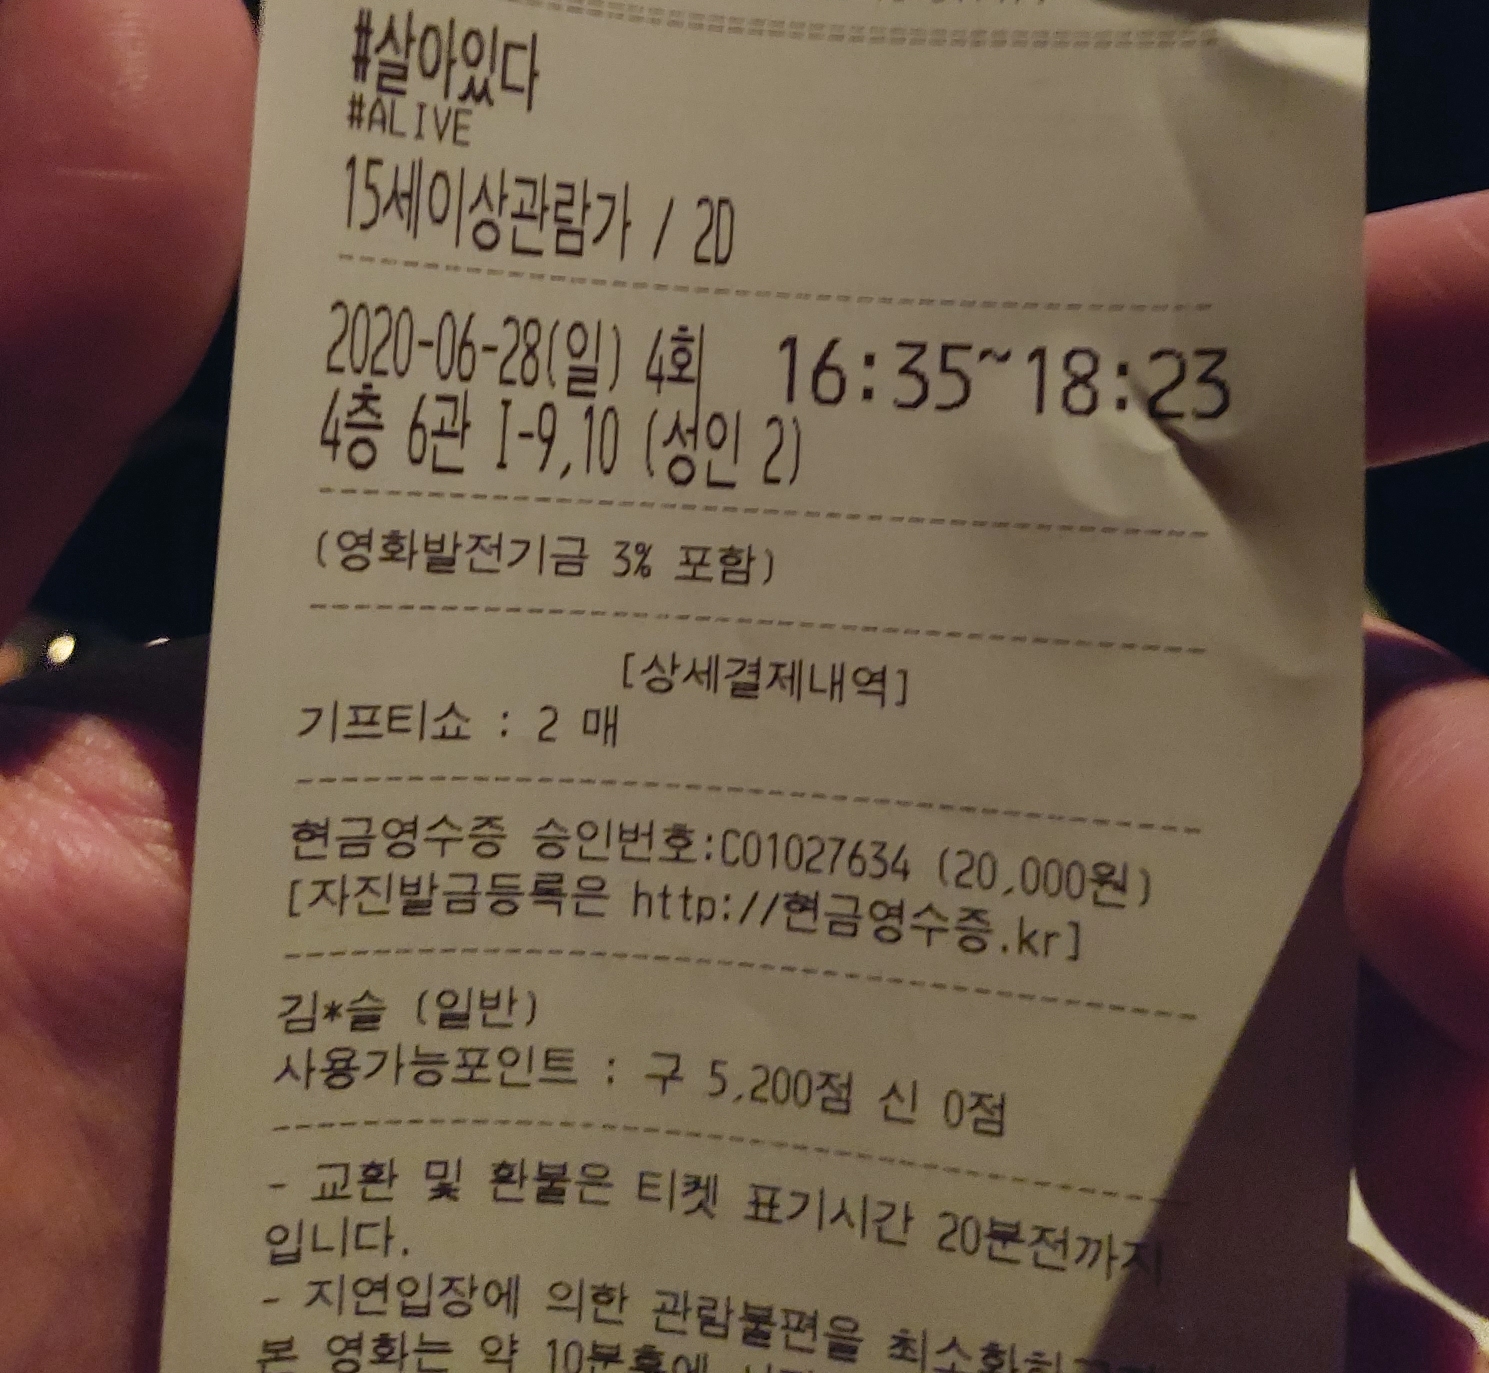 #살아있다
#ALIVE
15세이상관람가 / 2D
2020-06-28(일) 4회 16:35~18:23
4층 6관 I-9,10 (성인 2)
(영화발전기금 3% 포함)
[상세결제내역]
기프티쇼 : 2 매
현금영수증 승인번호:C01027634 (20,000원)
[자진발급등록은 http://현금영수증.kr]
김*슬 (일반)
사용가능포인트 : 구 5,200점 신 0점
- 교환 및 환불은 티켓 표기시간 20분전까지
입니다.
- 지연입장에 의한 관람불편을
본 영화는 약 10분후에